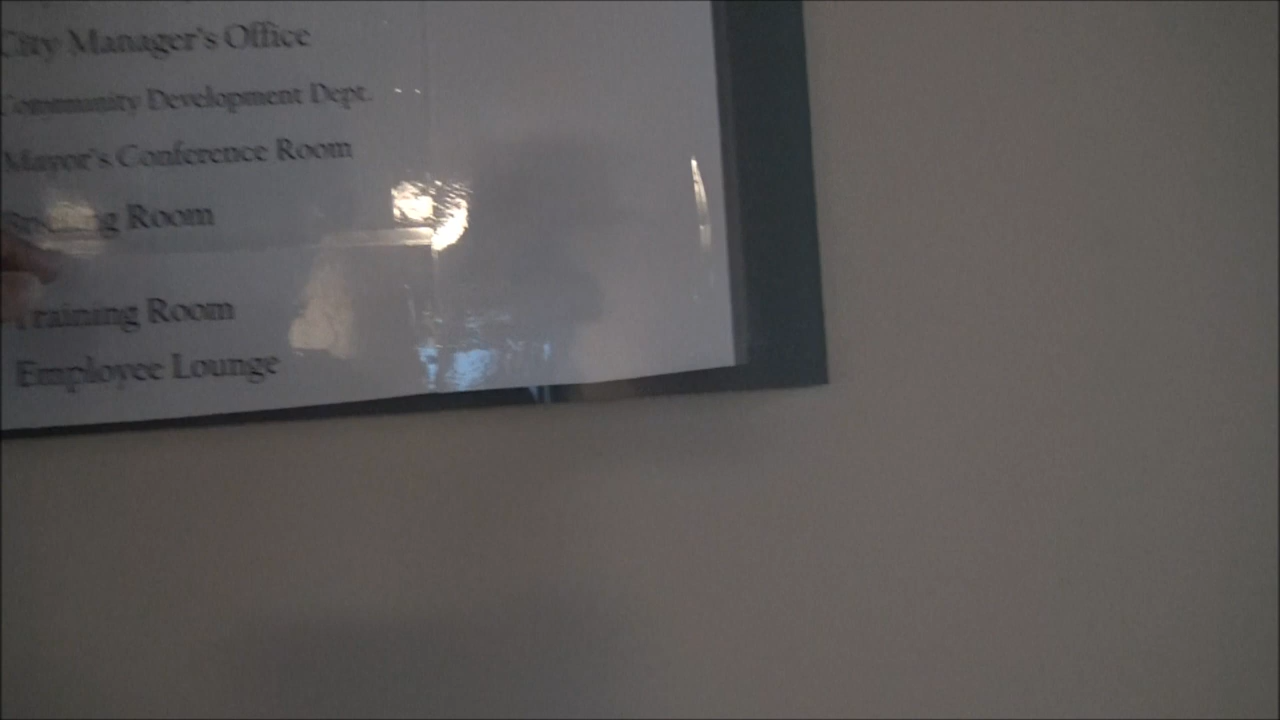 City Manager's Office
Community Development Dept.
Mayor's Conference Room
Room
Training Room
Employee Lounge